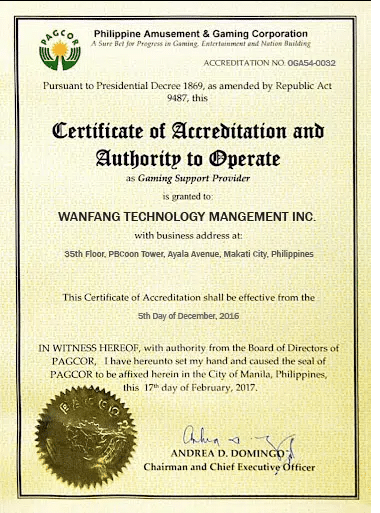 PAGCOR
Philippine Amusement & Gaming Corporation
A Sure Bet for Progress in Gaming, Entertainment and Nation Building
ACCREDITATION NO. OGA54-0032
Pursuant to Presidential Decree 1869, as amended by Republic Act
9487, this
Certificate of Accreditation and
Authority to Operate
as Gaming Support Provider
is granted to:
WANFANG TECHNOLOGY MANGEMENT INC.
with business address at:
35th Floor, PBCoon Tower, Ayala Avenue, Makati City, Philippines
This Certificate of Accreditation shall be effective from the
5th Day of December, 2016
IN WITNESS HEREOF, with authority from the Board of Directors of
PAGCOR, I have hereunto set my hand and caused the seal of
PAGCOR to be affixed herein in the City of Manila, Philippines,
this 17th day of February, 2017.
PAGCOR
ANDREA D. DOMINGO
Chairman and Chief Executive Officer